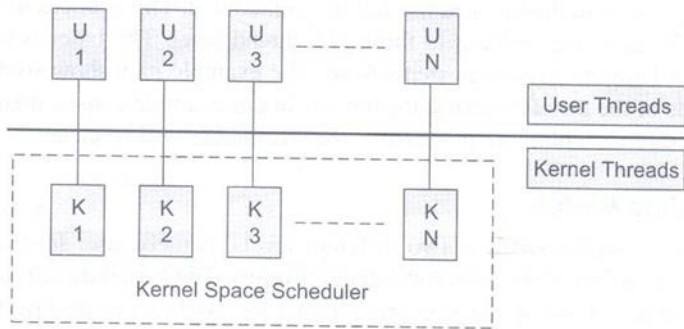 U
1
U
2
U
3
U
N
User Threads
Kernel Threads
K
1
K
2
K
3
K
N
Kernel Space Scheduler